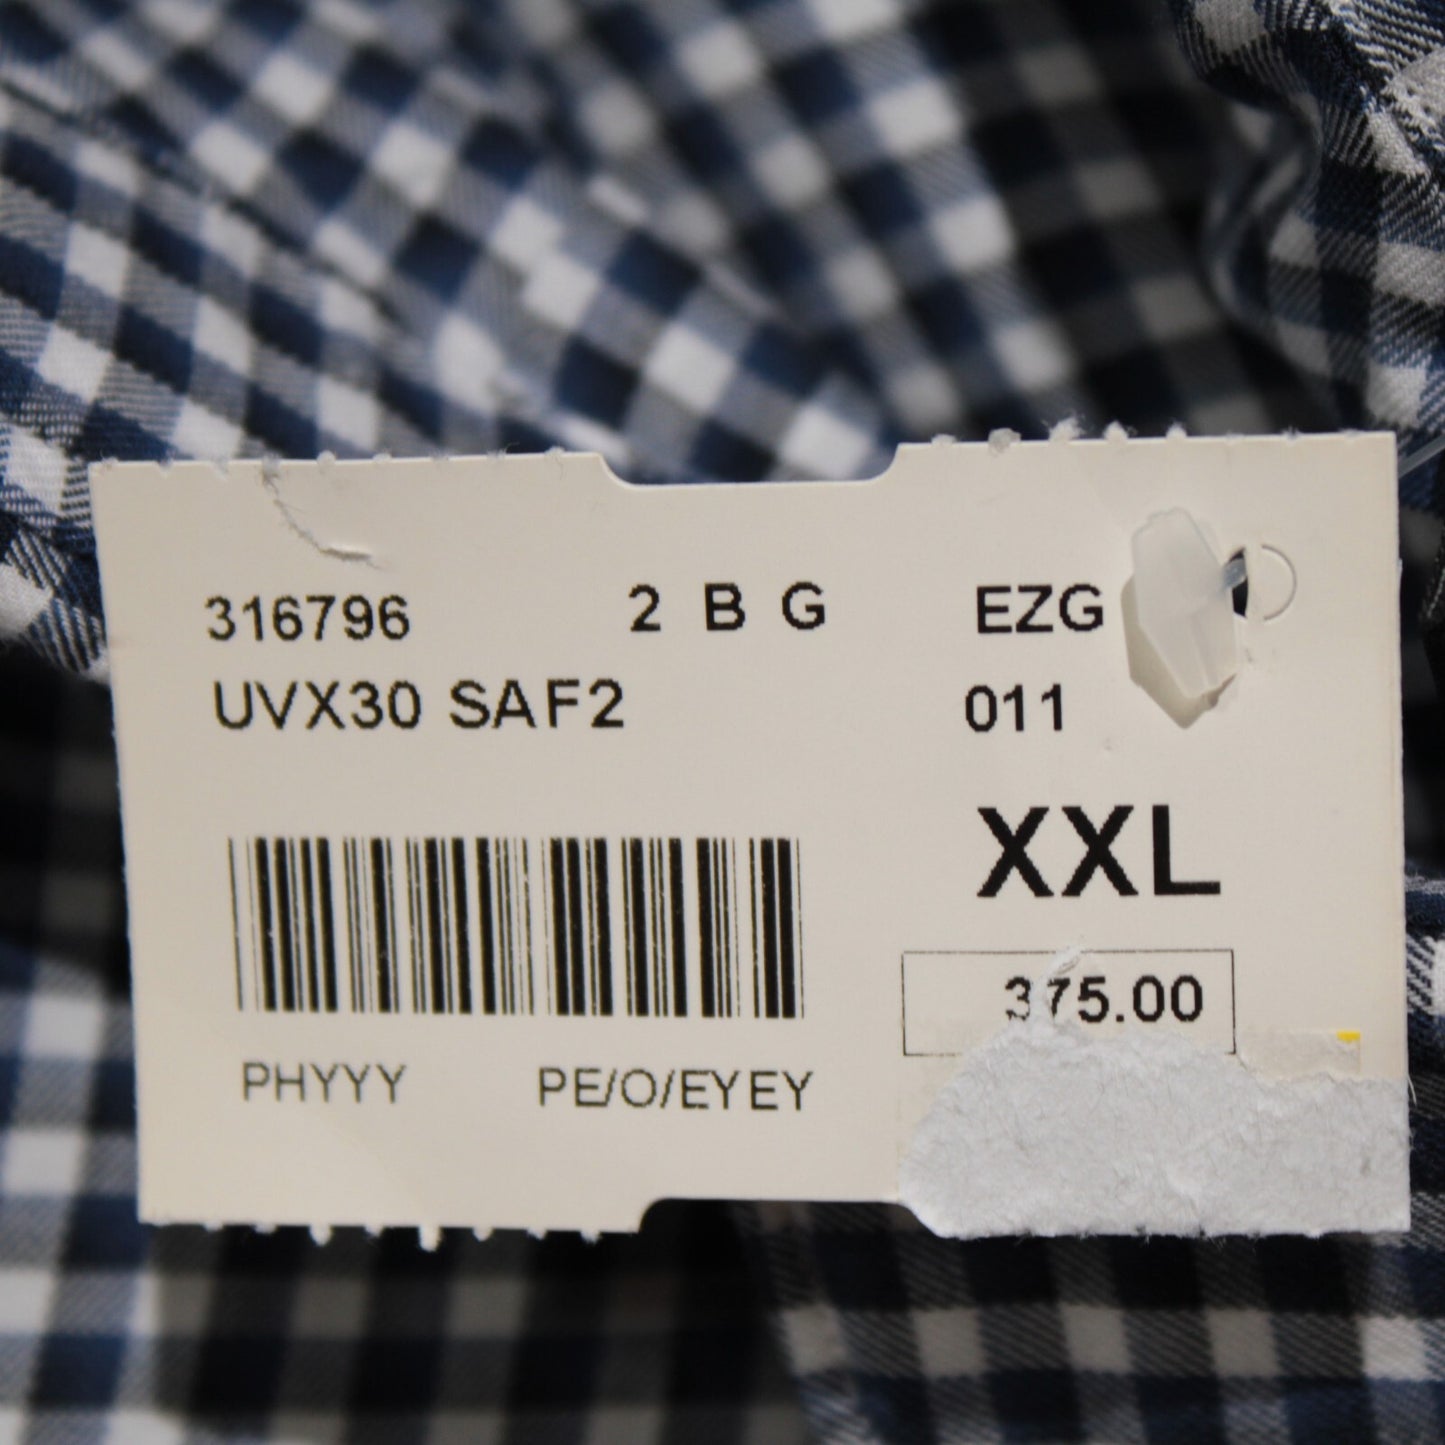 316796 2 B G EZG
UVX30 SAF2 011
XXL
375.00
PHYYY PE/O/EYEY